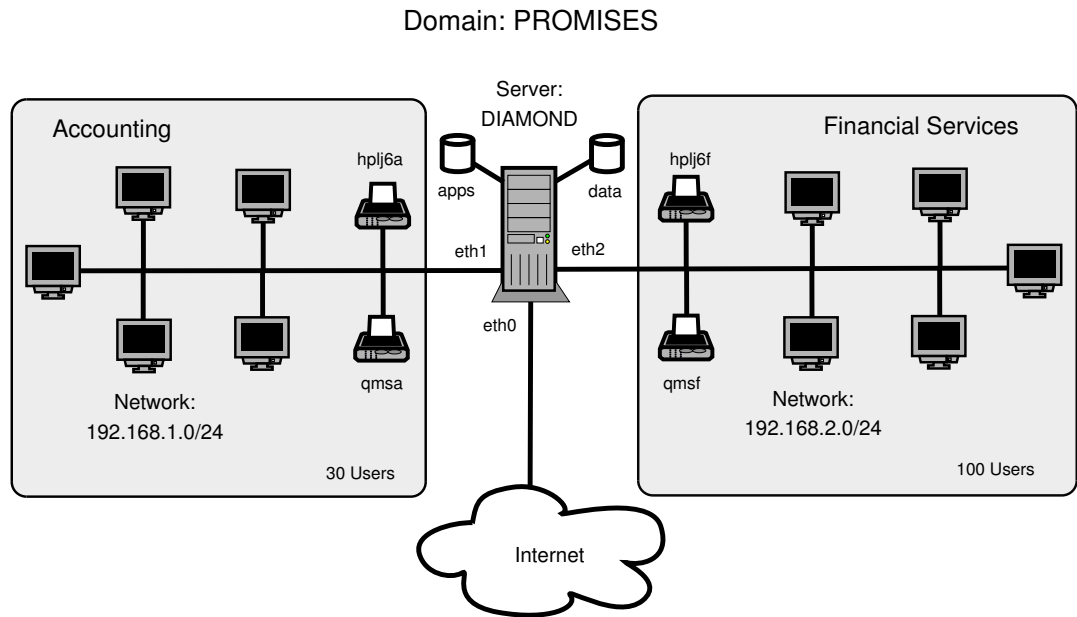 Domain: PROMISES
Server:
DIAMOND
Accounting
Financial Services
hplj6a
apps
data
hplj6f
eth1
eth2
eth0
qmsa
qmsf
Network:
192.168.1.0/24
Network:
192.168.2.0/24
30 Users
100 Users
Internet